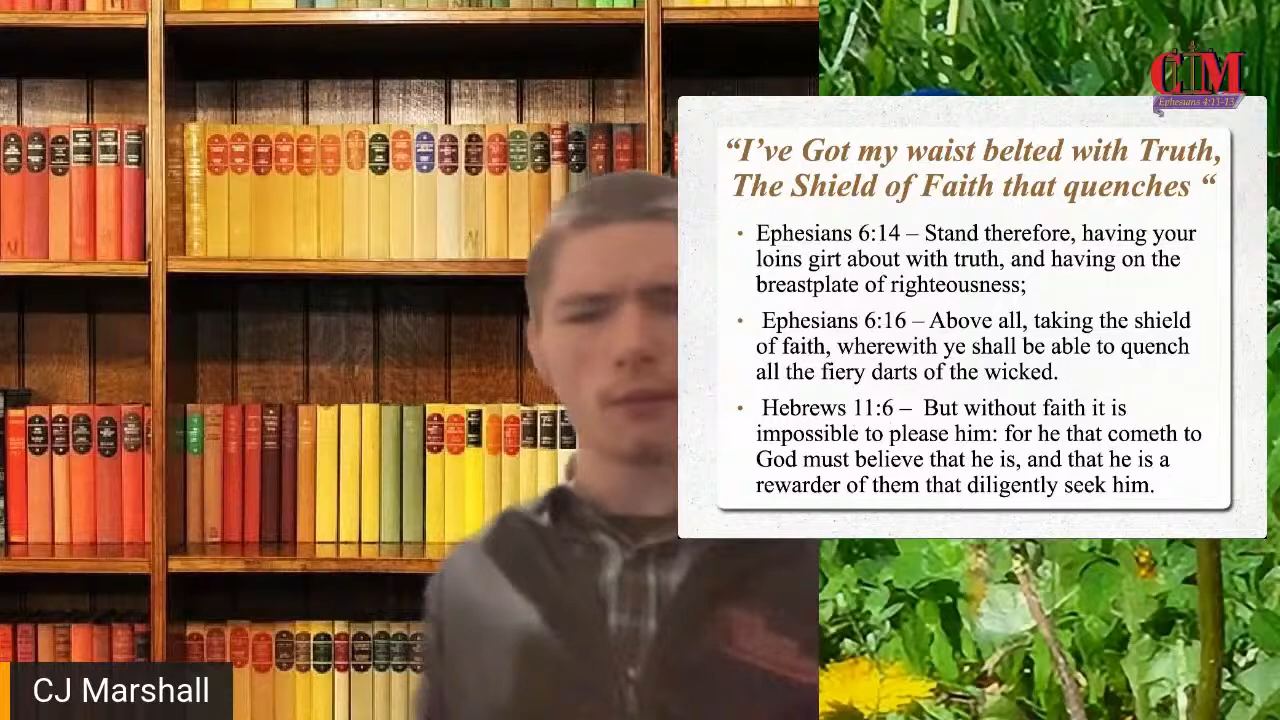 CIM
Ephesians 4:11-13
“I’ve Got my waist belted with Truth,
The Shield of Faith that quenches “
• Ephesians 6:14 – Stand therefore, having your
loins girt about with truth, and having on the
breastplate of righteousness;
• Ephesians 6:16 – Above all, taking the shield
of faith, wherewith ye shall be able to quench
all the fiery darts of the wicked.
• Hebrews 11:6 – But without faith it is
impossible to please him: for he that cometh to
God must believe that he is, and that he is a
rewarder of them that diligently seek him.
CJ Marshall